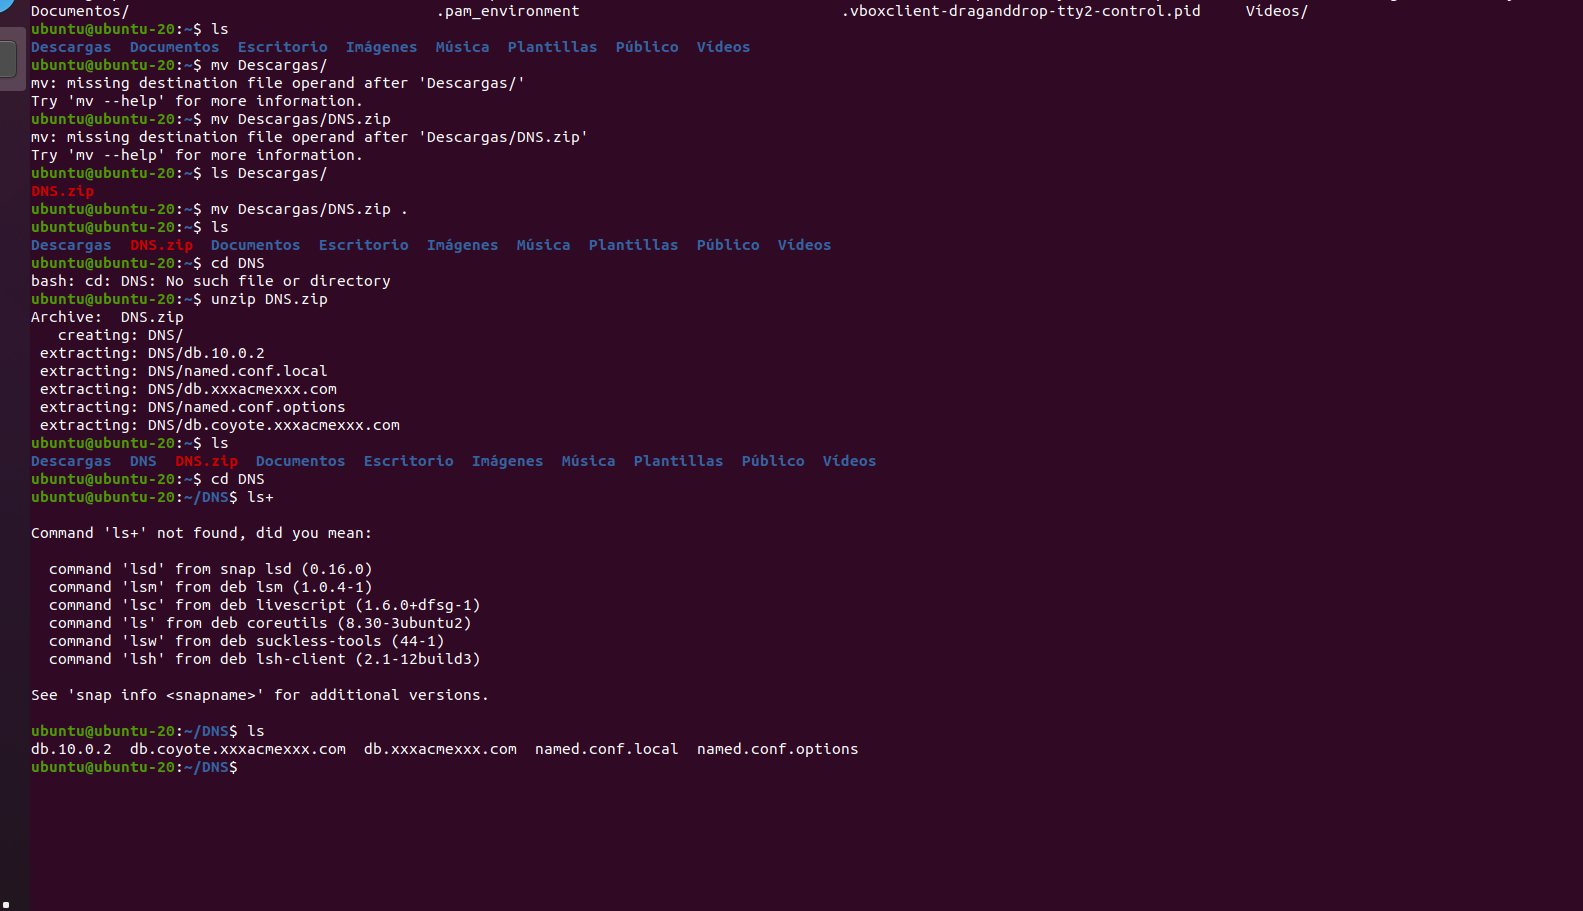 Documentos/ .pam_environment .vboxclient-draganddrop-tty2-control.pid Vídeos/
ubuntu@ubuntu-20:~$ ls
Descargas Documentos Escritorio Imágenes Música Plantillas Público Vídeos
ubuntu@ubuntu-20:~$ mv Descargas/
mv: missing destination file operand after 'Descargas/'
Try 'mv --help' for more information.
ubuntu@ubuntu-20:~$ mv Descargas/DNS.zip
mv: missing destination file operand after 'Descargas/DNS.zip'
Try 'mv --help' for more information.
ubuntu@ubuntu-20:~$ ls Descargas/
DNS.zip
ubuntu@ubuntu-20:~$ mv Descargas/DNS.zip .
ubuntu@ubuntu-20:~$ ls
Descargas DNS.zip Documentos Escritorio Imágenes Música Plantillas Público Vídeos
ubuntu@ubuntu-20:~$ cd DNS
bash: cd: DNS: No such file or directory
ubuntu@ubuntu-20:~$ unzip DNS.zip
Archive:  DNS.zip
   creating: DNS/
 extracting: DNS/db.10.0.2
 extracting: DNS/named.conf.local
 extracting: DNS/db.xxxacmexxx.com
 extracting: DNS/named.conf.options
 extracting: DNS/db.coyote.xxxacmexxx.com
ubuntu@ubuntu-20:~$ ls
Descargas DNS DNS.zip Documentos Escritorio Imágenes Música Plantillas Público Vídeos
ubuntu@ubuntu-20:~$ cd DNS
ubuntu@ubuntu-20:~/DNS$ ls+
Command 'ls+' not found, did you mean:
  command 'lsd' from snap lsd (0.16.0)
  command 'lsm' from deb lsm (1.0.4-1)
  command 'lsc' from deb livescript (1.6.0+dfsg-1)
  command 'ls' from deb coreutils (8.30-3ubuntu2)
  command 'lsw' from deb suckless-tools (44-1)
  command 'lsh' from deb lsh-client (2.1-12build3)
See 'snap info <snapname>' for additional versions.
ubuntu@ubuntu-20:~/DNS$ ls
db.10.0.2 db.coyote.xxxacmexxx.com db.xxxacmexxx.com named.conf.local named.conf.options
ubuntu@ubuntu-20:~/DNS$